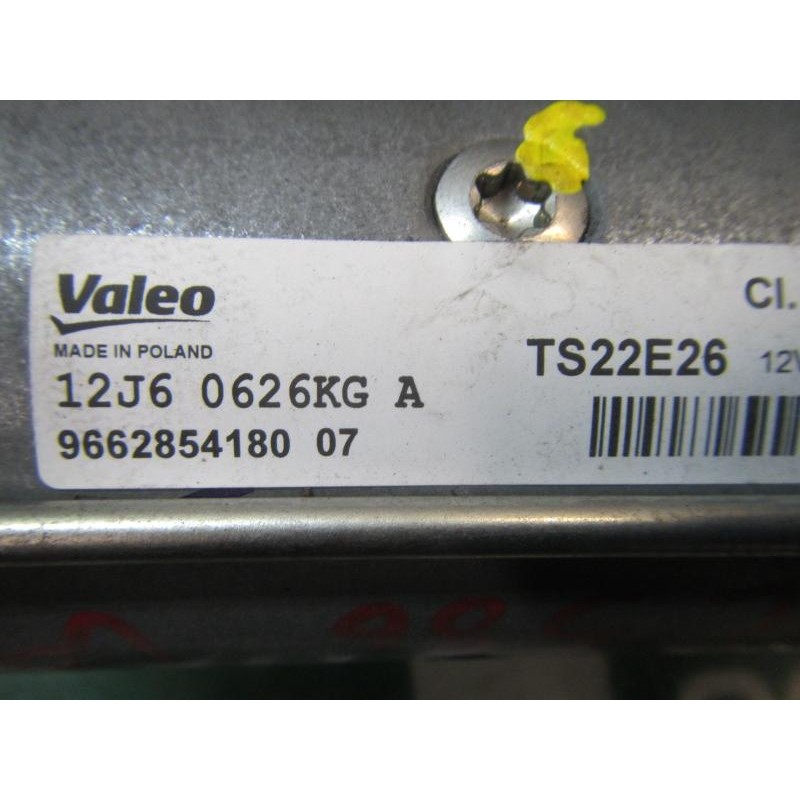 Valeo
MADE IN POLAND
12J6 0626KG A
9662854180 07
Cl.
TS22E26 12V